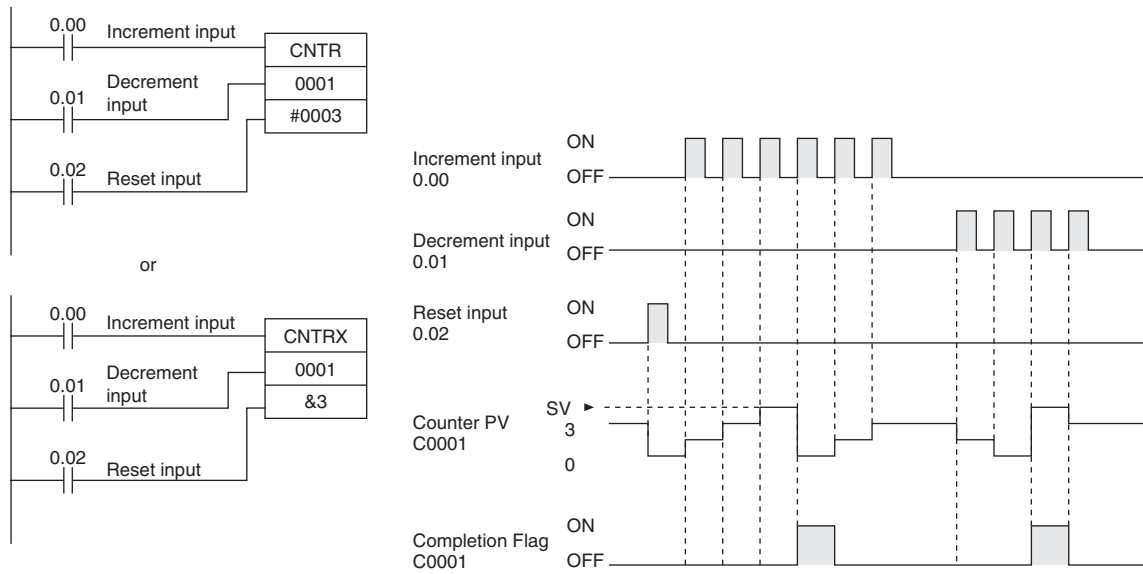 0.00
Increment input
CNTR
0.01
Decrement
input
0001
#0003
0.02
Reset input
or
0.00
Increment input
CNTRX
0.01
Decrement
input
0001
&3
0.02
Reset input
Increment input
0.00
ON
OFF
Decrement input
0.01
ON
OFF
Reset input
0.02
ON
OFF
Counter PV
C0001
SV
3
0
Completion Flag
C0001
ON
OFF